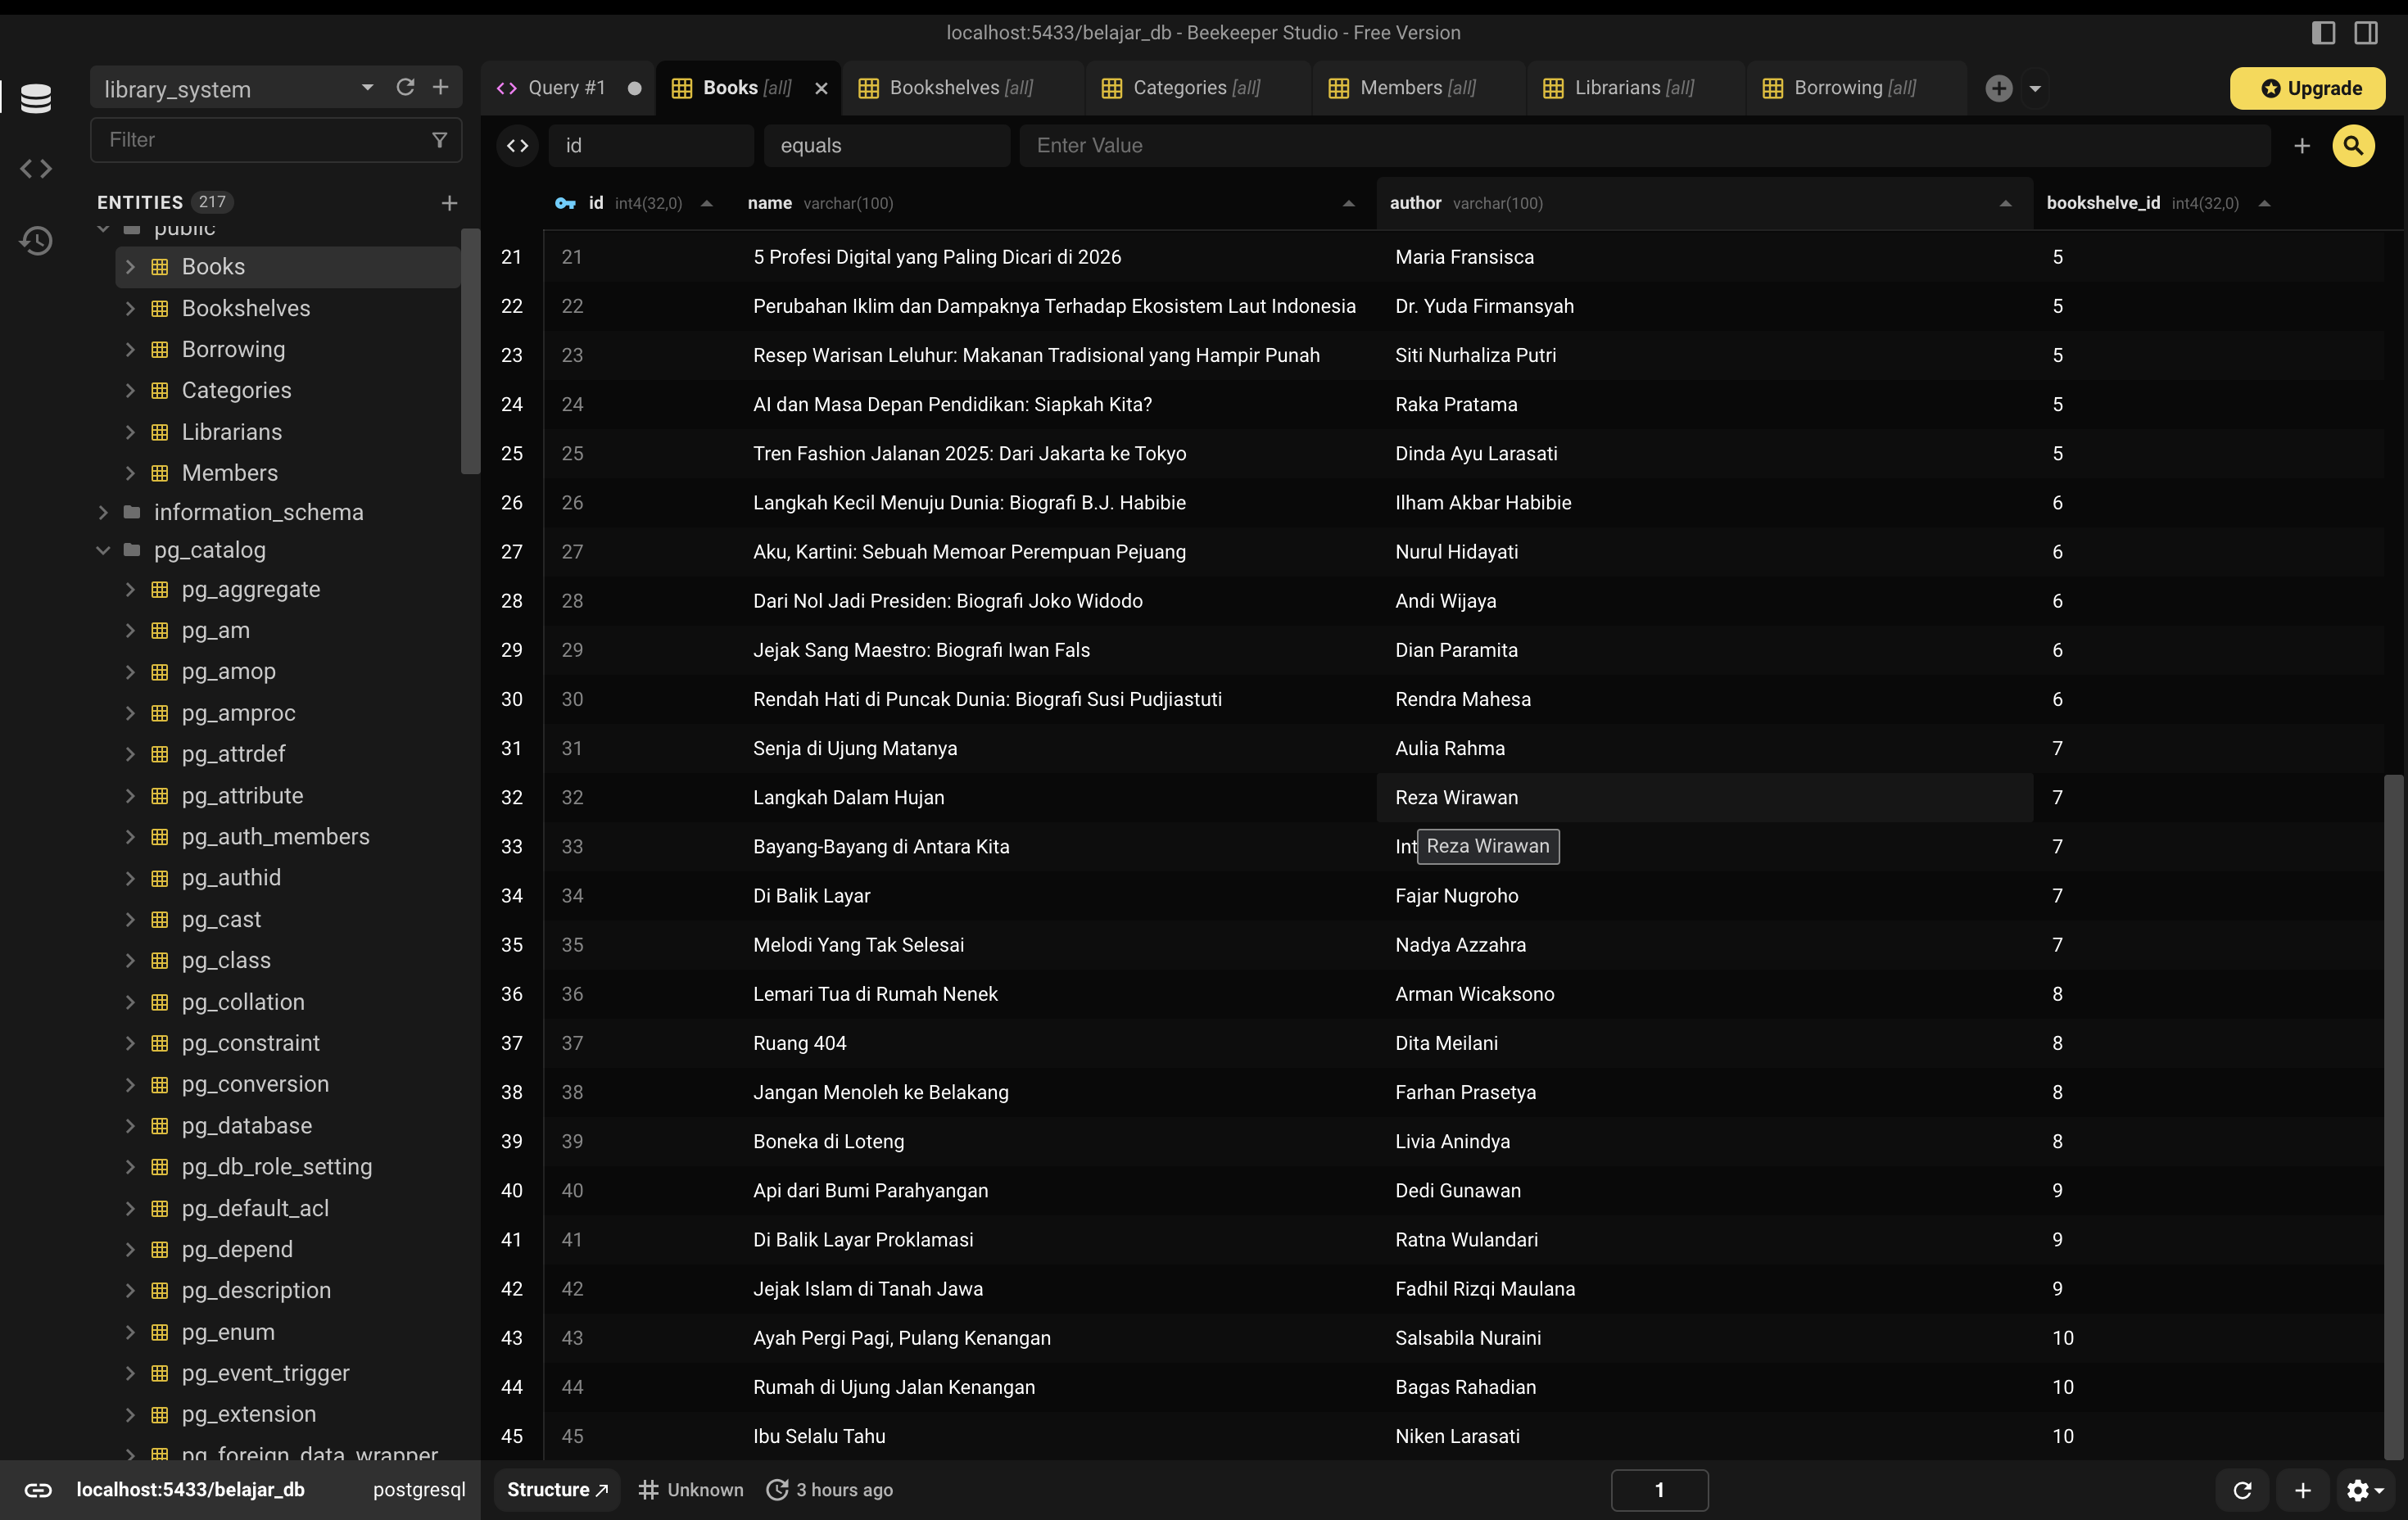 localhost:5433/belajar_db - Beekeeper Studio - Free Version
library_system
Query #1
Books [all]
Bookshelves [all]
Categories [all]
Members [all]
Librarians [all]
Borrowing [all]
Upgrade
Filter
id
equals
Enter Value
ENTITIES 217
public
Books
Bookshelves
Borrowing
Categories
Librarians
Members
information_schema
pg_catalog
pg_aggregate
pg_am
pg_amop
pg_amproc
pg_attrdef
pg_attribute
pg_auth_members
pg_authid
pg_cast
pg_class
pg_collation
pg_constraint
pg_conversion
pg_database
pg_db_role_setting
pg_default_acl
pg_depend
pg_description
pg_enum
pg_event_trigger
pg_extension
pg_foreign_data_wrapper
id int4(32,0) name varchar(100) author varchar(100) bookshelve_id int4(32,0)
21 21 5 Profesi Digital yang Paling Dicari di 2026 Maria Fransisca 5
22 22 Perubahan Iklim dan Dampaknya Terhadap Ekosistem Laut Indonesia Dr. Yuda Firmansyah 5
23 23 Resep Warisan Leluhur: Makanan Tradisional yang Hampir Punah Siti Nurhaliza Putri 5
24 24 AI dan Masa Depan Pendidikan: Siapkah Kita? Raka Pratama 5
25 25 Tren Fashion Jalanan 2025: Dari Jakarta ke Tokyo Dinda Ayu Larasati 5
26 26 Langkah Kecil Menuju Dunia: Biografi B.J. Habibie Ilham Akbar Habibie 6
27 27 Aku, Kartini: Sebuah Memoar Perempuan Pejuang Nurul Hidayati 6
28 28 Dari Nol Jadi Presiden: Biografi Joko Widodo Andi Wijaya 6
29 29 Jejak Sang Maestro: Biografi Iwan Fals Dian Paramita 6
30 30 Rendah Hati di Puncak Dunia: Biografi Susi Pudjiastuti Rendra Mahesa 6
31 31 Senja di Ujung Matanya Aulia Rahma 7
32 32 Langkah Dalam Hujan Reza Wirawan 7
33 33 Bayang-Bayang di Antara Kita Reza Wirawan 7
34 34 Di Balik Layar Fajar Nugroho 7
35 35 Melodi Yang Tak Selesai Nadya Azzahra 7
36 36 Lemari Tua di Rumah Nenek Arman Wicaksono 8
37 37 Ruang 404 Dita Meilani 8
38 38 Jangan Menoleh ke Belakang Farhan Prasetya 8
39 39 Boneka di Loteng Livia Anindya 8
40 40 Api dari Bumi Parahyangan Dedi Gunawan 9
41 41 Di Balik Layar Proklamasi Ratna Wulandari 9
42 42 Jejak Islam di Tanah Jawa Fadhil Rizqi Maulana 9
43 43 Ayah Pergi Pagi, Pulang Kenangan Salsabila Nuraini 10
44 44 Rumah di Ujung Jalan Kenangan Bagas Rahadian 10
45 45 Ibu Selalu Tahu Niken Larasati 10
localhost:5433/belajar_db postgresql
Structure Unknown 3 hours ago 1